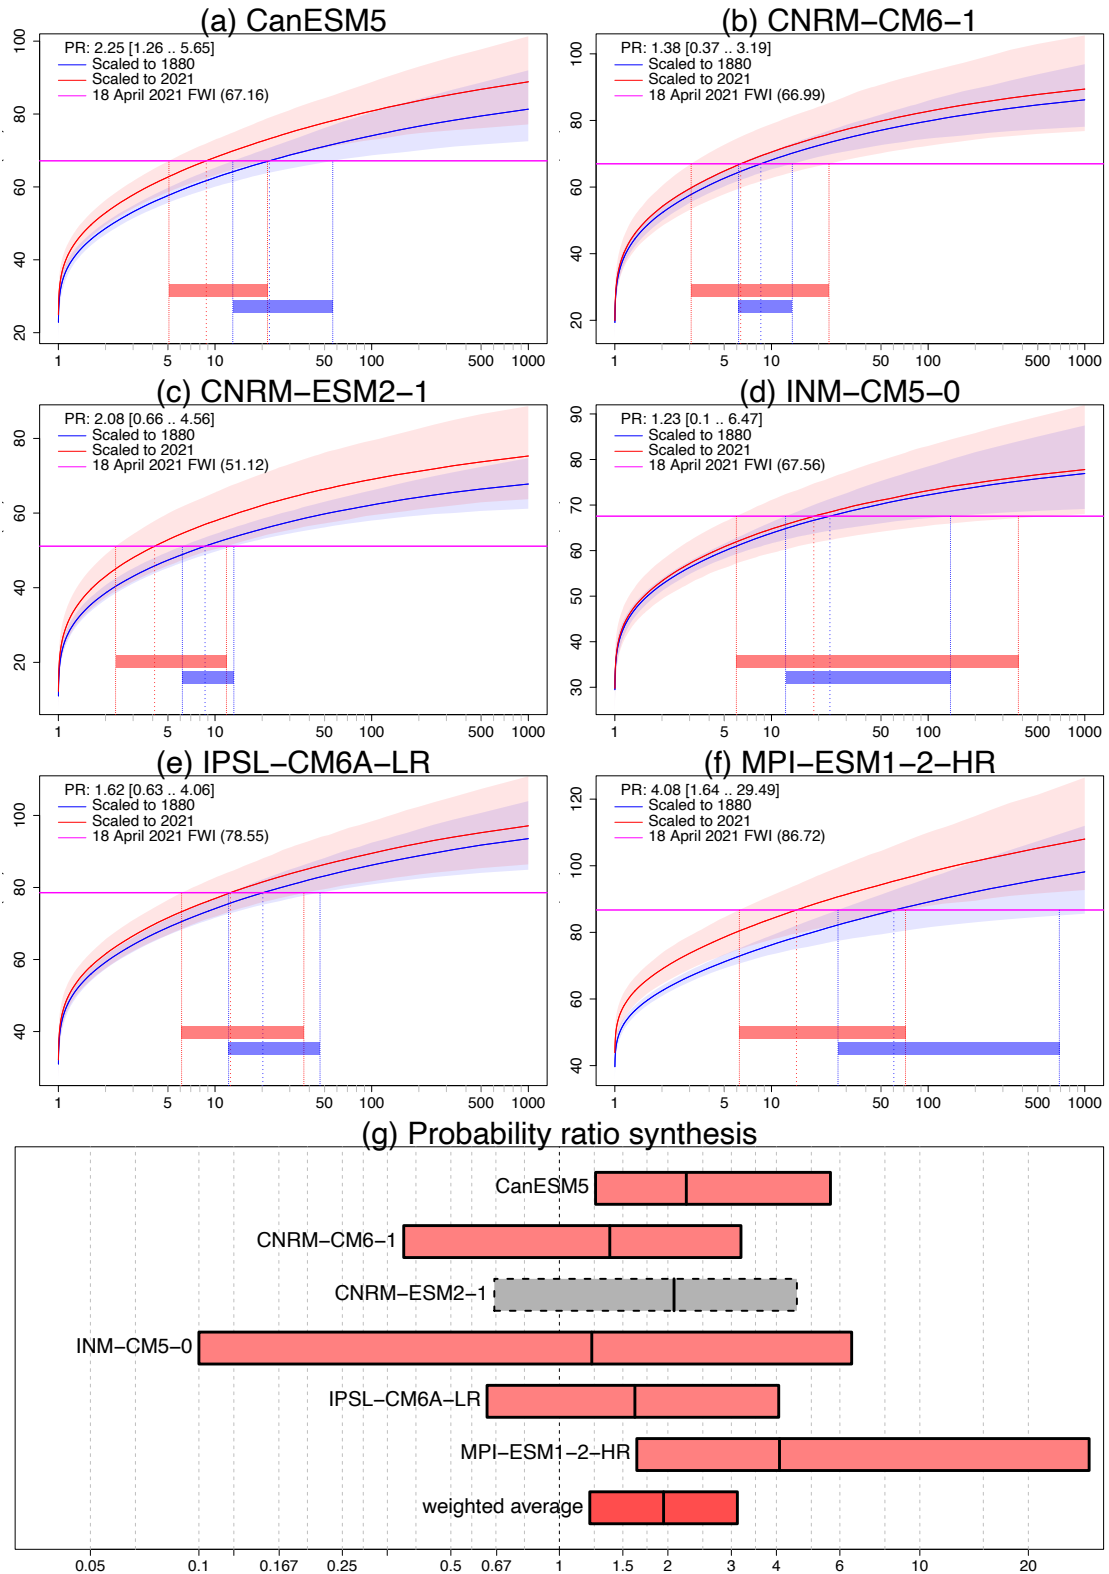 (a) CanESM5
PR: 2.25 [1.26 .. 5.65]
Scaled to 1880
Scaled to 2021
18 April 2021 FWI (67.16)
20 40 60 80 100
1 5 10 50 100 500 1000
(b) CNRM−CM6−1
PR: 1.38 [0.37 .. 3.19]
Scaled to 1880
Scaled to 2021
18 April 2021 FWI (66.99)
20 40 60 80 100
1 5 10 50 100 500 1000
(c) CNRM−ESM2−1
PR: 2.08 [0.66 .. 4.56]
Scaled to 1880
Scaled to 2021
18 April 2021 FWI (51.12)
20 40 60 80
1 5 10 50 100 500 1000
(d) INM−CM5−0
PR: 1.23 [0.1 .. 6.47]
Scaled to 1880
Scaled to 2021
18 April 2021 FWI (67.56)
30 40 50 60 70 80 90
1 5 10 50 100 500 1000
(e) IPSL−CM6A−LR
PR: 1.62 [0.63 .. 4.06]
Scaled to 1880
Scaled to 2021
18 April 2021 FWI (78.55)
40 60 80 100
1 5 10 50 100 500 1000
(f) MPI−ESM1−2−HR
PR: 4.08 [1.64 .. 29.49]
Scaled to 1880
Scaled to 2021
18 April 2021 FWI (86.72)
40 60 80 100 120
1 5 10 50 100 500 1000
(g) Probability ratio synthesis
CanESM5
CNRM−CM6−1
CNRM−ESM2−1
INM−CM5−0
IPSL−CM6A−LR
MPI−ESM1−2−HR
weighted average
0.05 0.1 0.167 0.25 0.5 0.67 1 1.5 2 3 4 6 10 20